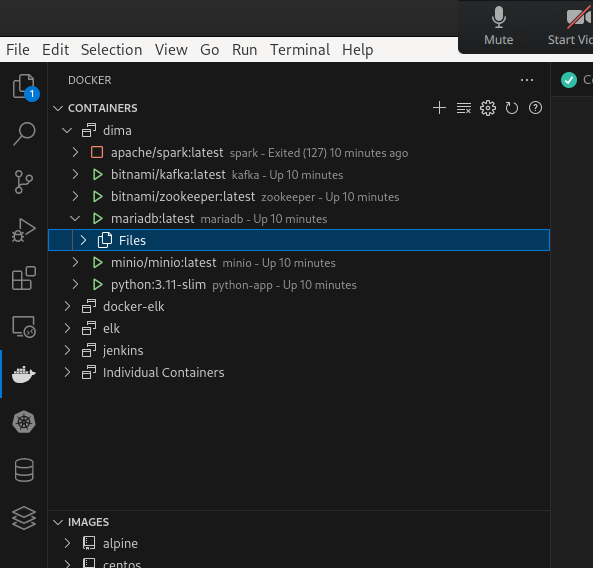 Mute
Start Vi
File Edit Selection View Go Run Terminal Help
1
DOCKER
CONTAINERS
dima
apache/spark:latest spark - Exited (127) 10 minutes ago
bitnami/kafka:latest kafka - Up 10 minutes
bitnami/zookeeper:latest zookeeper - Up 10 minutes
mariadb:latest mariadb - Up 10 minutes
Files
minio/minio:latest minio - Up 10 minutes
python:3.11-slim python-app - Up 10 minutes
docker-elk
elk
jenkins
Individual Containers
IMAGES
alpine
centos